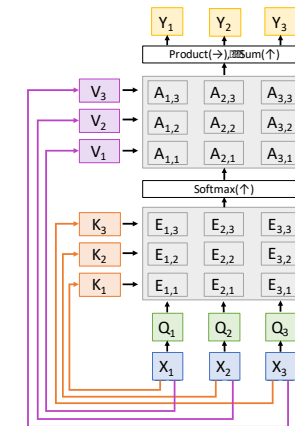 Y1 Y2 Y3
Product(→), Sum(↑)
V3 A1,3 A2,3 A3,3
V2 A1,2 A2,2 A3,2
V1 A1,1 A2,1 A3,1
Softmax(↑)
K3 E1,3 E2,3 E3,3
K2 E1,2 E2,2 E3,2
K1 E1,1 E2,1 E3,1
Q1 Q2 Q3
X1 X2 X3